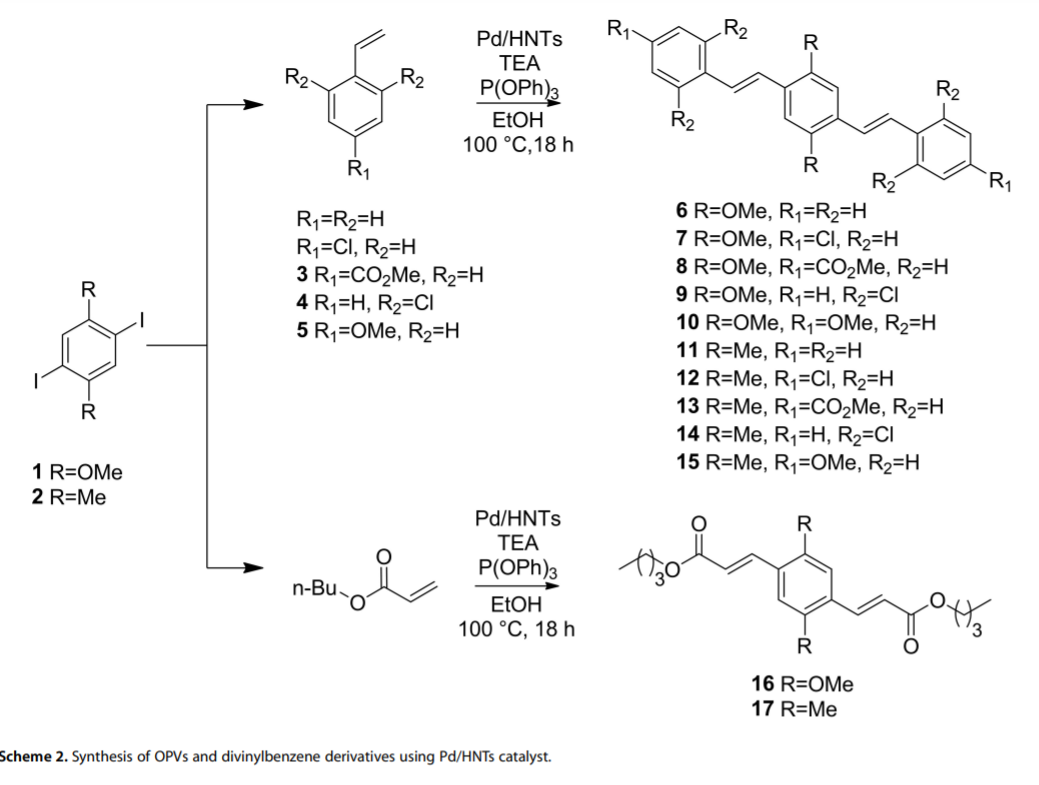 R₂ R₂
R₁
Pd/HNTs
TEA
P(OPh)₃
EtOH
100 °C,18 h
R₁ R₂ R
R₂
R₂
R R₂ R₁
R₁=R₂=H
R₁=Cl, R₂=H
3 R₁=CO₂Me, R₂=H
4 R₁=H, R₂=Cl
5 R₁=OMe, R₂=H
6 R=OMe, R₁=R₂=H
7 R=OMe, R₁=Cl, R₂=H
8 R=OMe, R₁=CO₂Me, R₂=H
9 R=OMe, R₁=H, R₂=Cl
10 R=OMe, R₁=OMe, R₂=H
11 R=Me, R₁=R₂=H
12 R=Me, R₁=Cl, R₂=H
13 R=Me, R₁=CO₂Me, R₂=H
14 R=Me, R₁=H, R₂=Cl
15 R=Me, R₁=OMe, R₂=H
R
I
I
R
1 R=OMe
2 R=Me
O
n-Bu O
Pd/HNTs
TEA
P(OPh)₃
EtOH
100 °C, 18 h
O R
( )₃O
O ( )₃
R O
16 R=OMe
17 R=Me
Scheme 2. Synthesis of OPVs and divinylbenzene derivatives using Pd/HNTs catalyst.